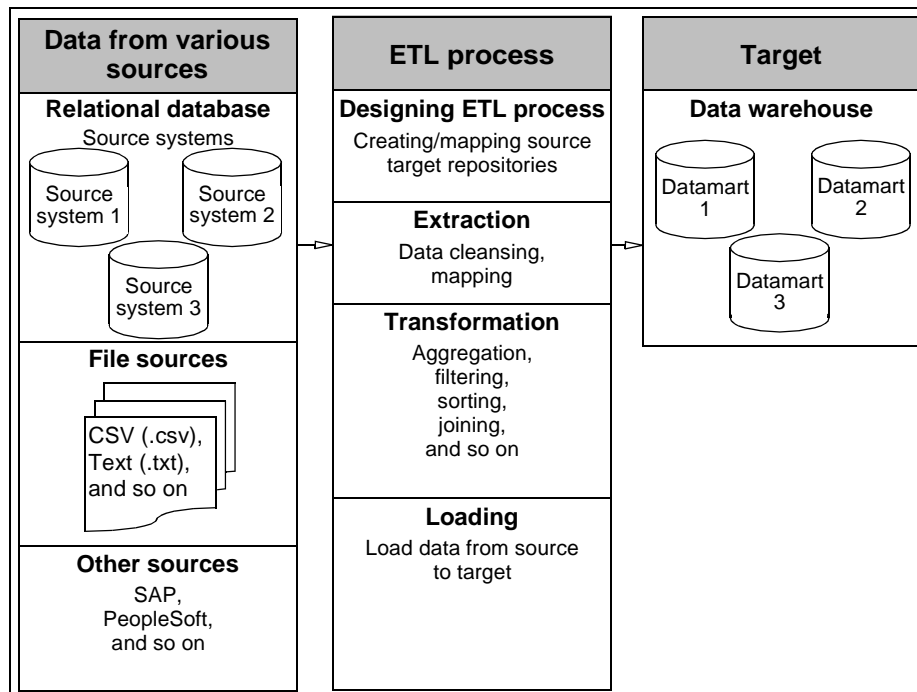 Data from various
sources
Relational database
Source systems
Source
system 1
Source
system 2
Source
system 3
File sources
CSV (.csv),
Text (.txt),
and so on
Other sources
SAP,
PeopleSoft,
and so on
ETL process
Designing ETL process
Creating/mapping source
target repositories
Extraction
Data cleansing,
mapping
Transformation
Aggregation,
filtering,
sorting,
joining,
and so on
Loading
Load data from source
to target
Target
Data warehouse
Datamart
1
Datamart
2
Datamart
3